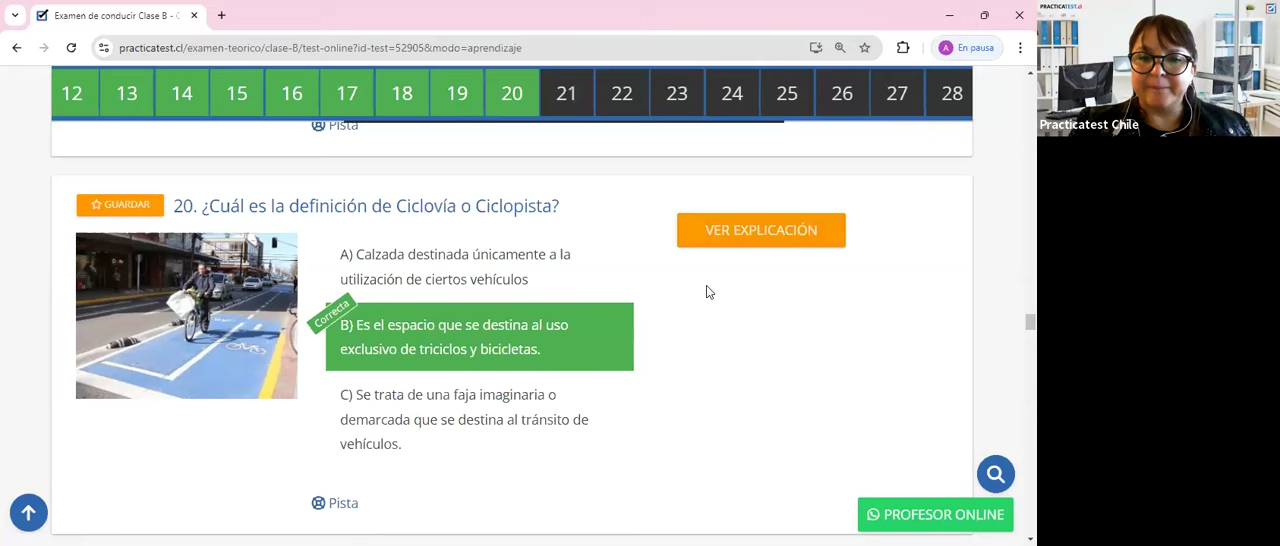 Examen de conducir Clase B - C
practicatest.cl/examen-teorico/clase-B/test-online?id-test=52905&modo=aprendizaje
A En pausa
PRACTICATEST.cl
Practicatest Chile
12 13 14 15 16 17 18 19 20 21 22 23 24 25 26 27 28
Pista
GUARDAR
20. ¿Cuál es la definición de Ciclovía o Ciclopista?
VER EXPLICACIÓN
A) Calzada destinada únicamente a la
utilización de ciertos vehículos
Correcta
B) Es el espacio que se destina al uso
exclusivo de triciclos y bicicletas.
C) Se trata de una faja imaginaria o
demarcada que se destina al tránsito de
vehículos.
Pista
PROFESOR ONLINE